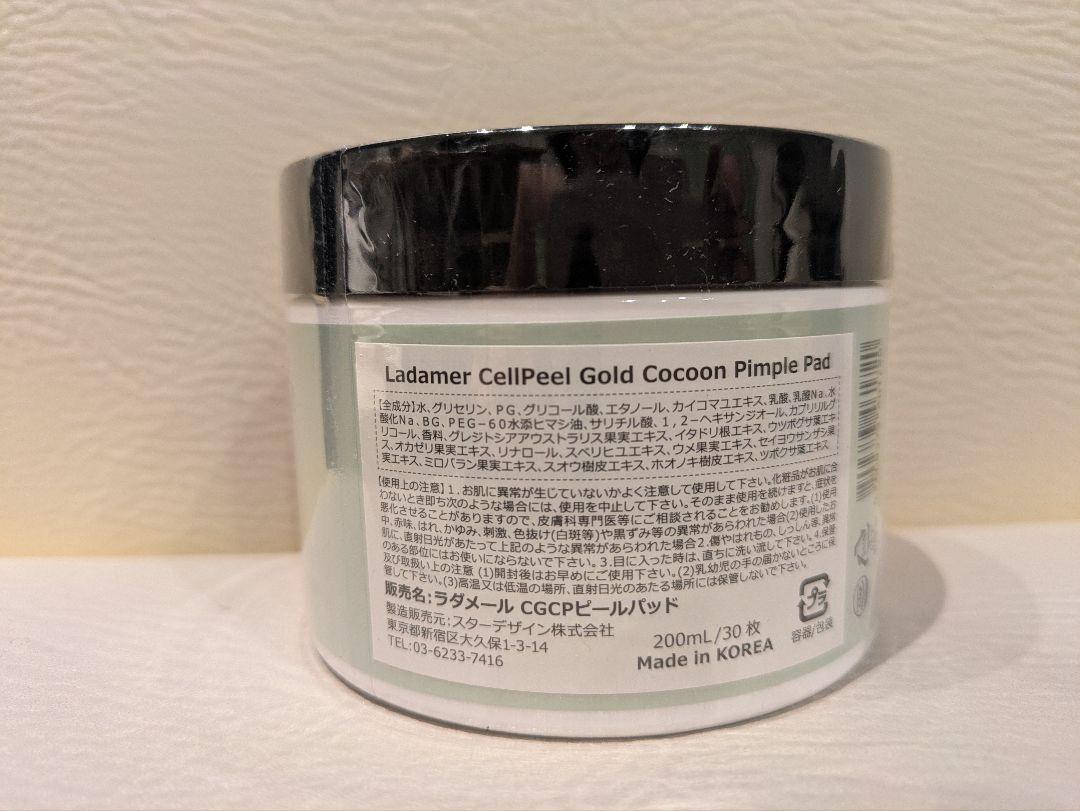 Ladamer CellPeel Gold Cocoon Pimple Pad
【全成分】水、グリセリン、PG、グリコール酸、エタノール、カイコマユエキス、乳酸、乳酸Na、水
酸化Na、BG、PEG-60水添ヒマシ油、サリチル酸、1,2-ヘキサンジオール、カプリリルグ
リコール、香料、グレジトシアアウストラリス果実エキス、イタドリ根エキス、ウツボグサ葉エキ
ス、オカゼリ果実エキス、リナロール、スベリヒユエキス、ウメ果実エキス、セイヨウサンザシ果
実エキス、ミロバラン果実エキス、スオウ樹皮エキス、ホオノキ樹皮エキス、ツボクサ葉エキス
【使用上の注意】1.お肌に異常が生じていないかよく注意して使用して下さい。化粧品がお肌に合
わないとき即ち次のような場合には、使用を中止して下さい。そのまま使用を続けますと、症状を
悪化させることがありますので、皮膚科専門医等にご相談されることをお勧めします。(1)使用
中、赤味、はれ、かゆみ、刺激、色抜け(白斑等)や黒ずみ等の異常があらわれた場合(2)使用したお
肌に、直射日光があたって上記のような異常があらわれた場合2.傷やはれもの、しっしん等、異常
のある部位にはお使いにならないで下さい。3.目に入った時は、直ちに洗い流して下さい。4.保管
及び取扱い上の注意 (1)開封後はお早めにご使用下さい。(2)乳幼児の手の届かないところに保
管して下さい。(3)高温又は低温の場所、直射日光のあたる場所には保管しないで下さい。
販売名:ラダメール CGCPピールパッド
製造販売元:スターデザイン株式会社
東京都新宿区大久保1-3-14
TEL:03-6233-7416
200mL/30枚
Made in KOREA
プラ
容器/包装